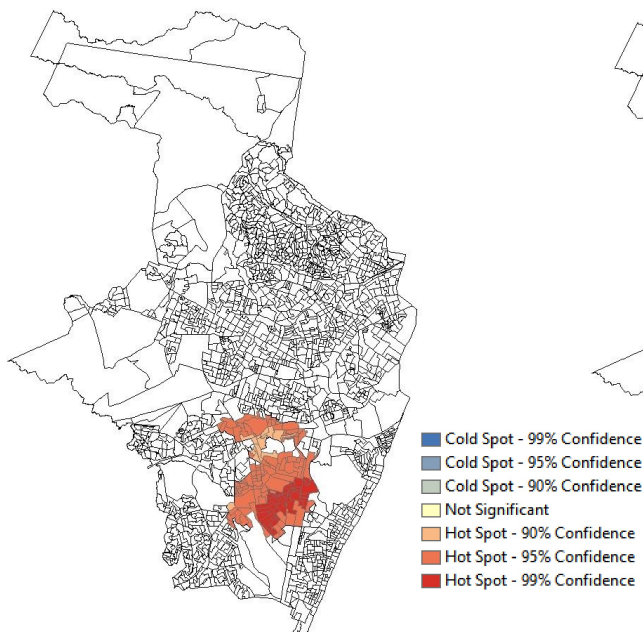 Cold Spot - 99% Confidence
Cold Spot - 95% Confidence
Cold Spot - 90% Confidence
Not Significant
Hot Spot - 90% Confidence
Hot Spot - 95% Confidence
Hot Spot - 99% Confidence